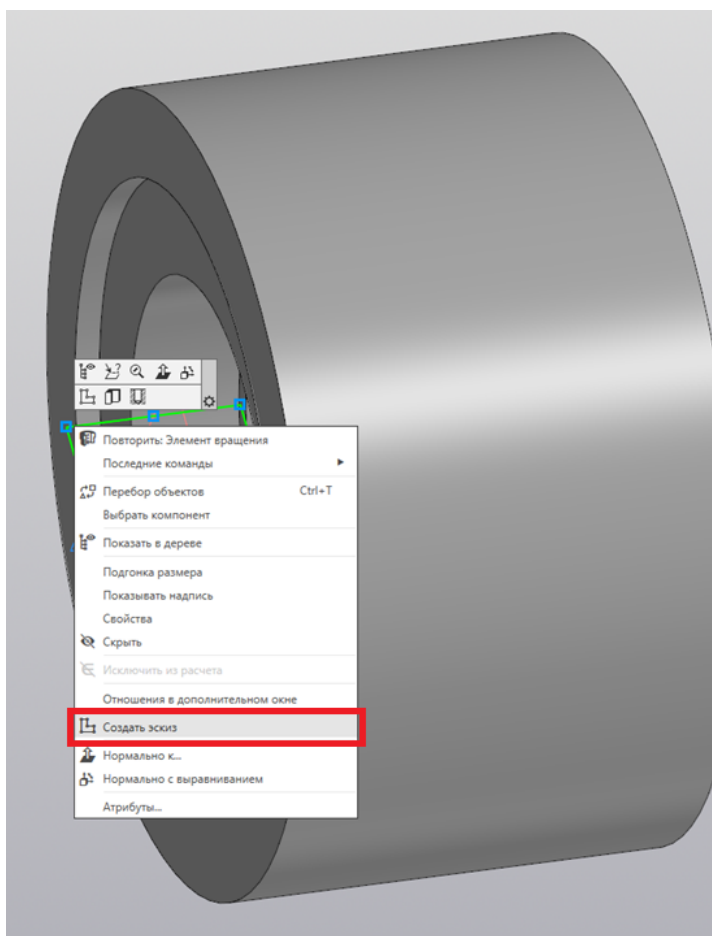 Повторить: Элемент вращения
Последние команды
Перебор объектов Ctrl+T
Выбрать компонент
Показать в дереве
Подгонка размера
Показывать надпись
Свойства
Скрыть
Исключить из расчета
Отношения в дополнительном окне
Создать эскиз
Нормально к...
Нормально с выравниванием
Атрибуты...